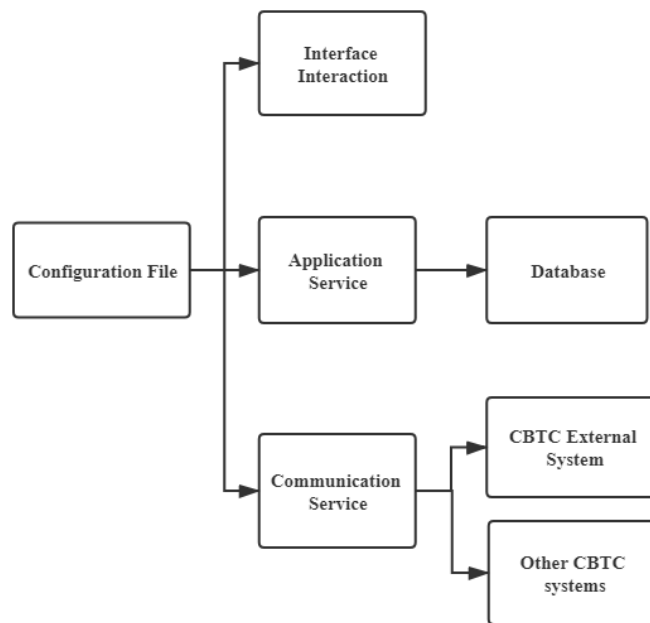 Interface
Interaction
Configuration File
Application
Service
Database
Communication
Service
CBTC External
System
Other CBTC
systems